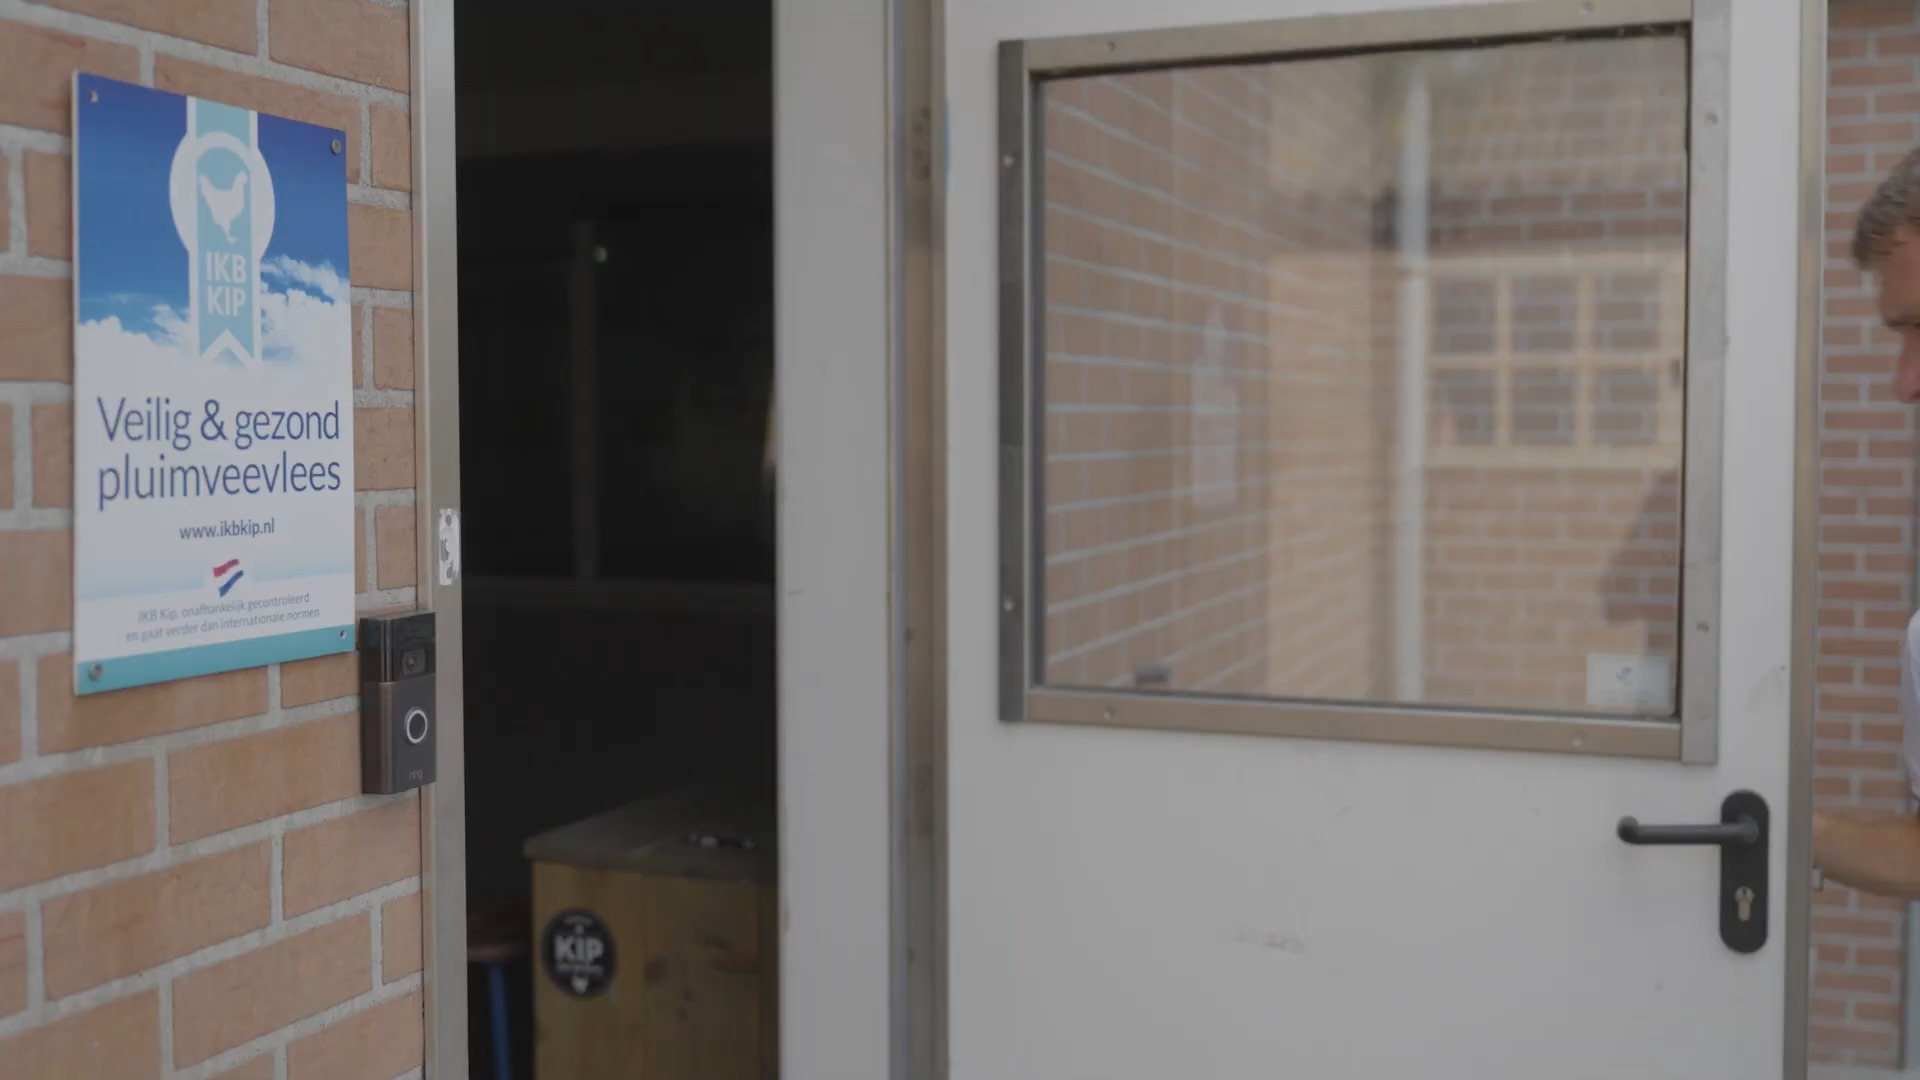 IKB
KIP
Veilig & gezond
pluimveevlees
www.ikbkip.nl
IKB Kip, onafhankelijk gecontroleerd
en gaat verder dan internationale normen
ring
KIP